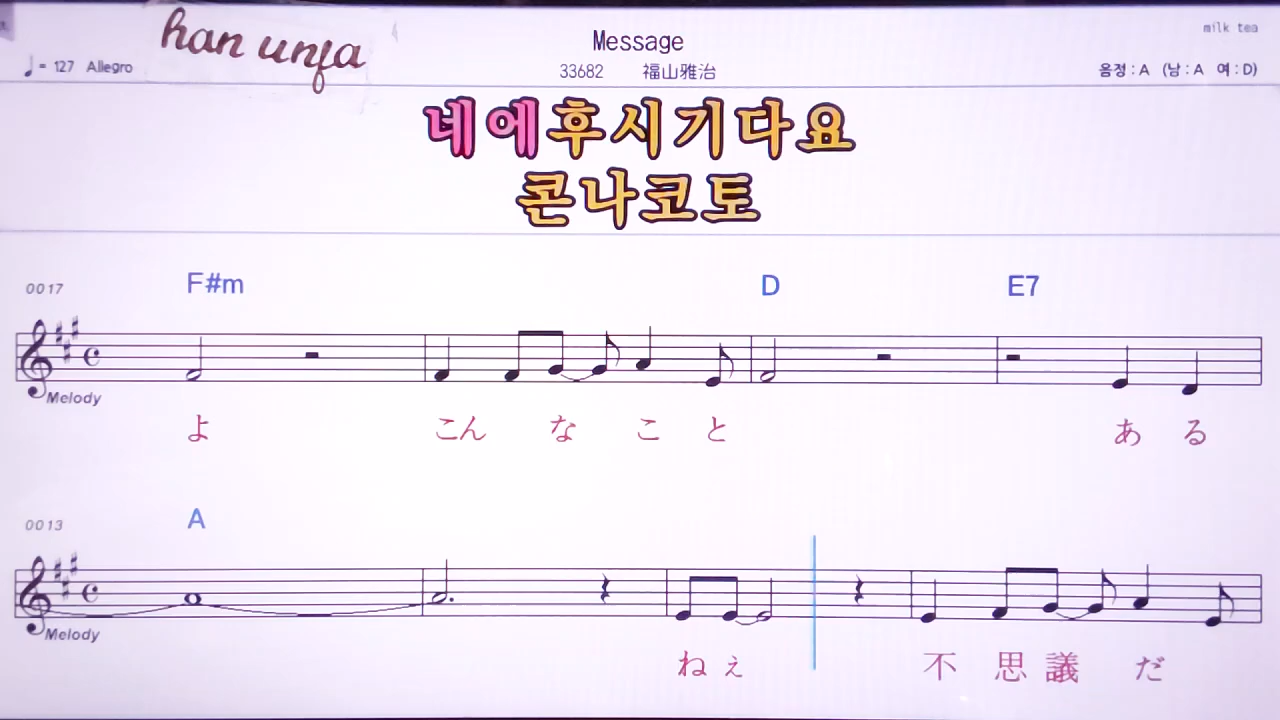 han unfa
Message
milk tea
♩= 127 Allegro
33682 福山雅治
음정 : A (남 : A 여 : D)
네에후시기다요
콘나코토
0017 F#m D E7
Melody
よ こん な こ と あ る
0013 A
Melody
ねぇ 不 思 議 だ